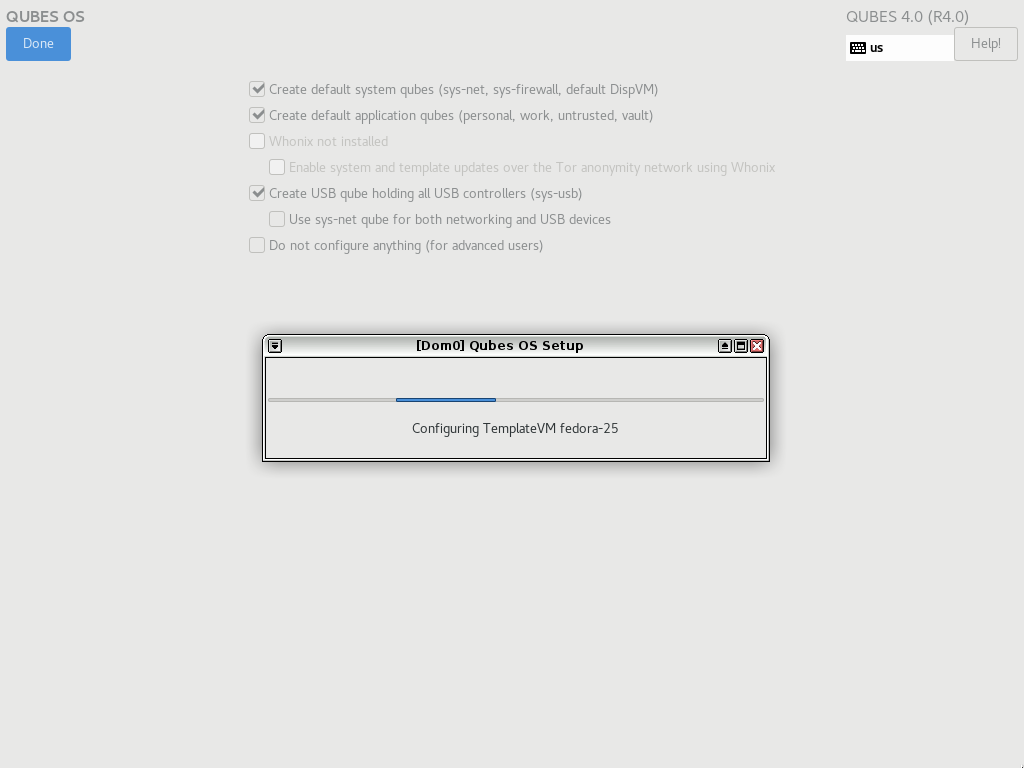 QUBES OS
QUBES 4.0 (R4.0)
Done
us
Help!
Create default system qubes (sys-net, sys-firewall, default DispVM)
Create default application qubes (personal, work, untrusted, vault)
Whonix not installed
Enable system and template updates over the Tor anonymity network using Whonix
Create USB qube holding all USB controllers (sys-usb)
Use sys-net qube for both networking and USB devices
Do not configure anything (for advanced users)
[Dom0] Qubes OS Setup
Configuring TemplateVM fedora-25